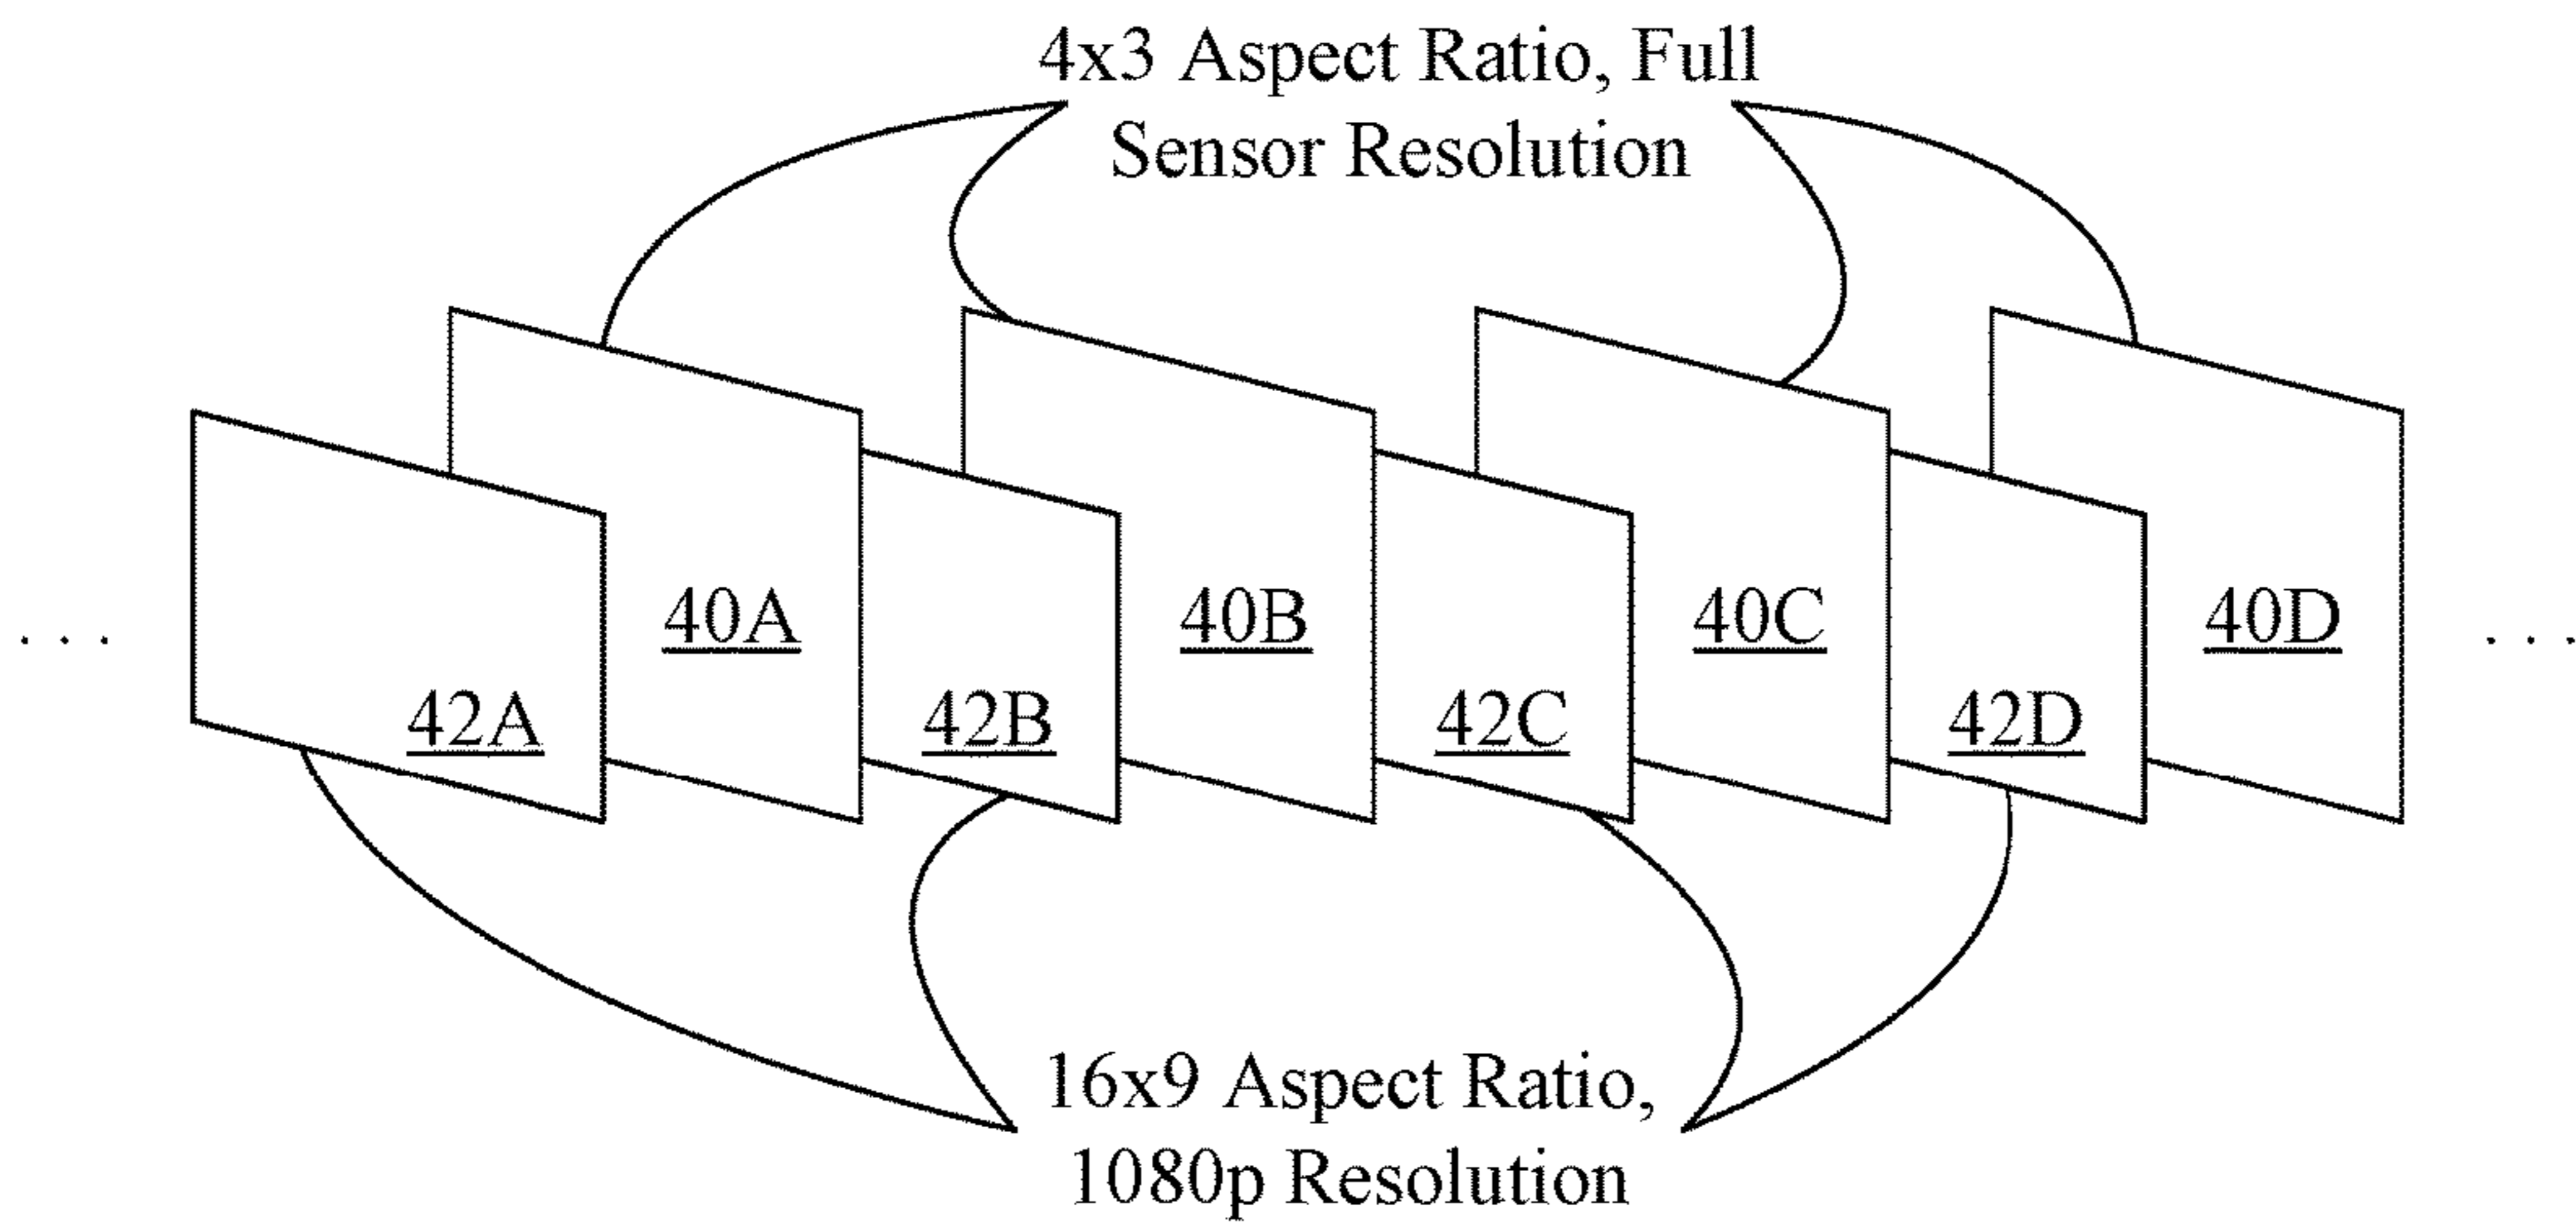 4x3 Aspect Ratio, Full
Sensor Resolution
40A
40B
40C
40D
. . .
. . .
42A
42B
42C
42D
16x9 Aspect Ratio,
1080p Resolution